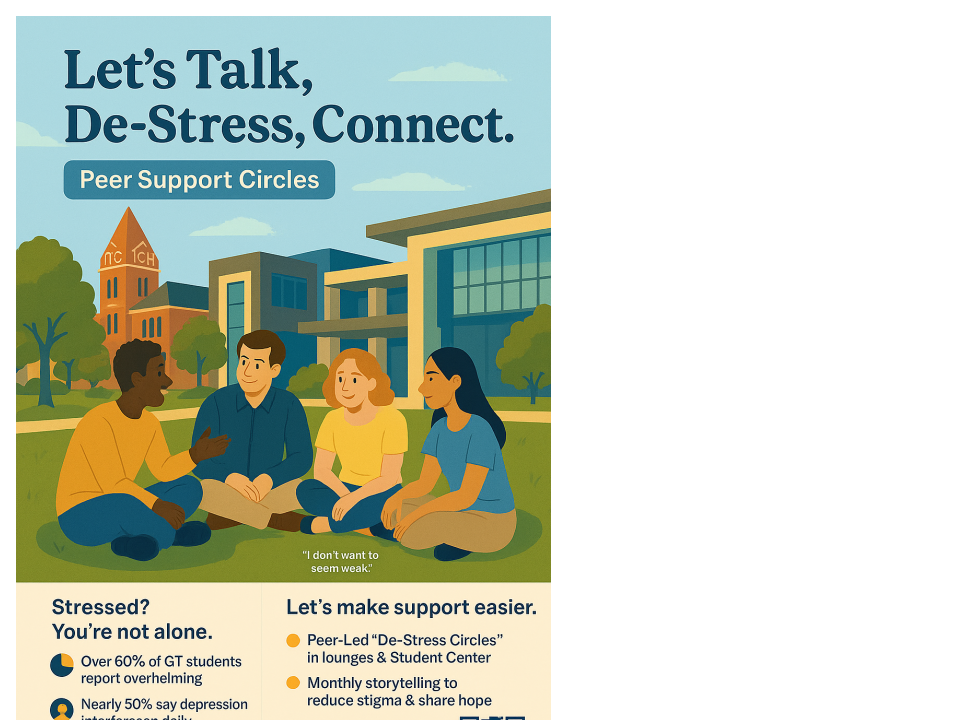 Let's Talk,
De-Stress, Connect.
Peer Support Circles
TCH
"I don't want to
seem weak."
Stressed?
You're not alone.
Over 60% of GT students
report overhelming
Nearly 50% say depression
Let's make support easier.
Peer-Led "De-Stress Circles"
in lounges & Student Center
Monthly storytelling to
reduce stigma & share hope